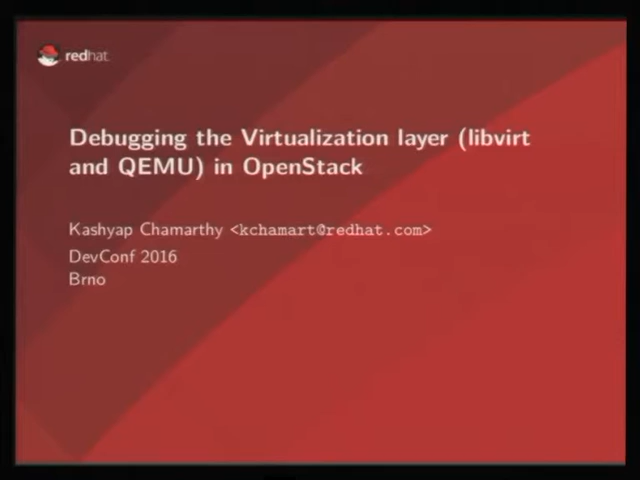 redhat
Debugging the Virtualization layer (libvirt
and QEMU) in OpenStack
Kashyap Chamarthy <kchamart@redhat.com>
DevConf 2016
Brno